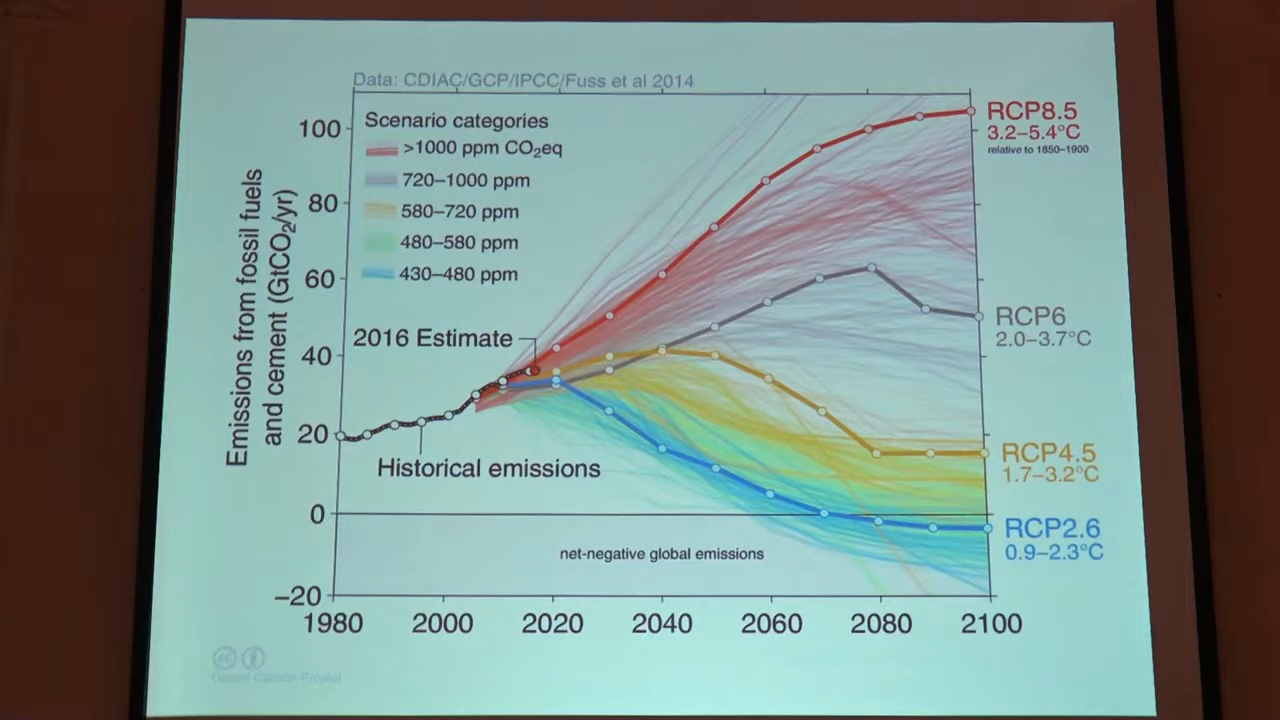 Data: CDIAC/GCP/IPCC/Fuss et al 2014
Scenario categories
>1000 ppm CO₂eq
720–1000 ppm
580–720 ppm
480–580 ppm
430–480 ppm
Emissions from fossil fuels
and cement (GtCO₂/yr)
100
80
60
40
20
0
−20
2016 Estimate
Historical emissions
net-negative global emissions
RCP8.5
3.2–5.4°C
relative to 1850–1900
RCP6
2.0–3.7°C
RCP4.5
1.7–3.2°C
RCP2.6
0.9–2.3°C
1980 2000 2020 2040 2060 2080 2100
cc
Global Carbon Project